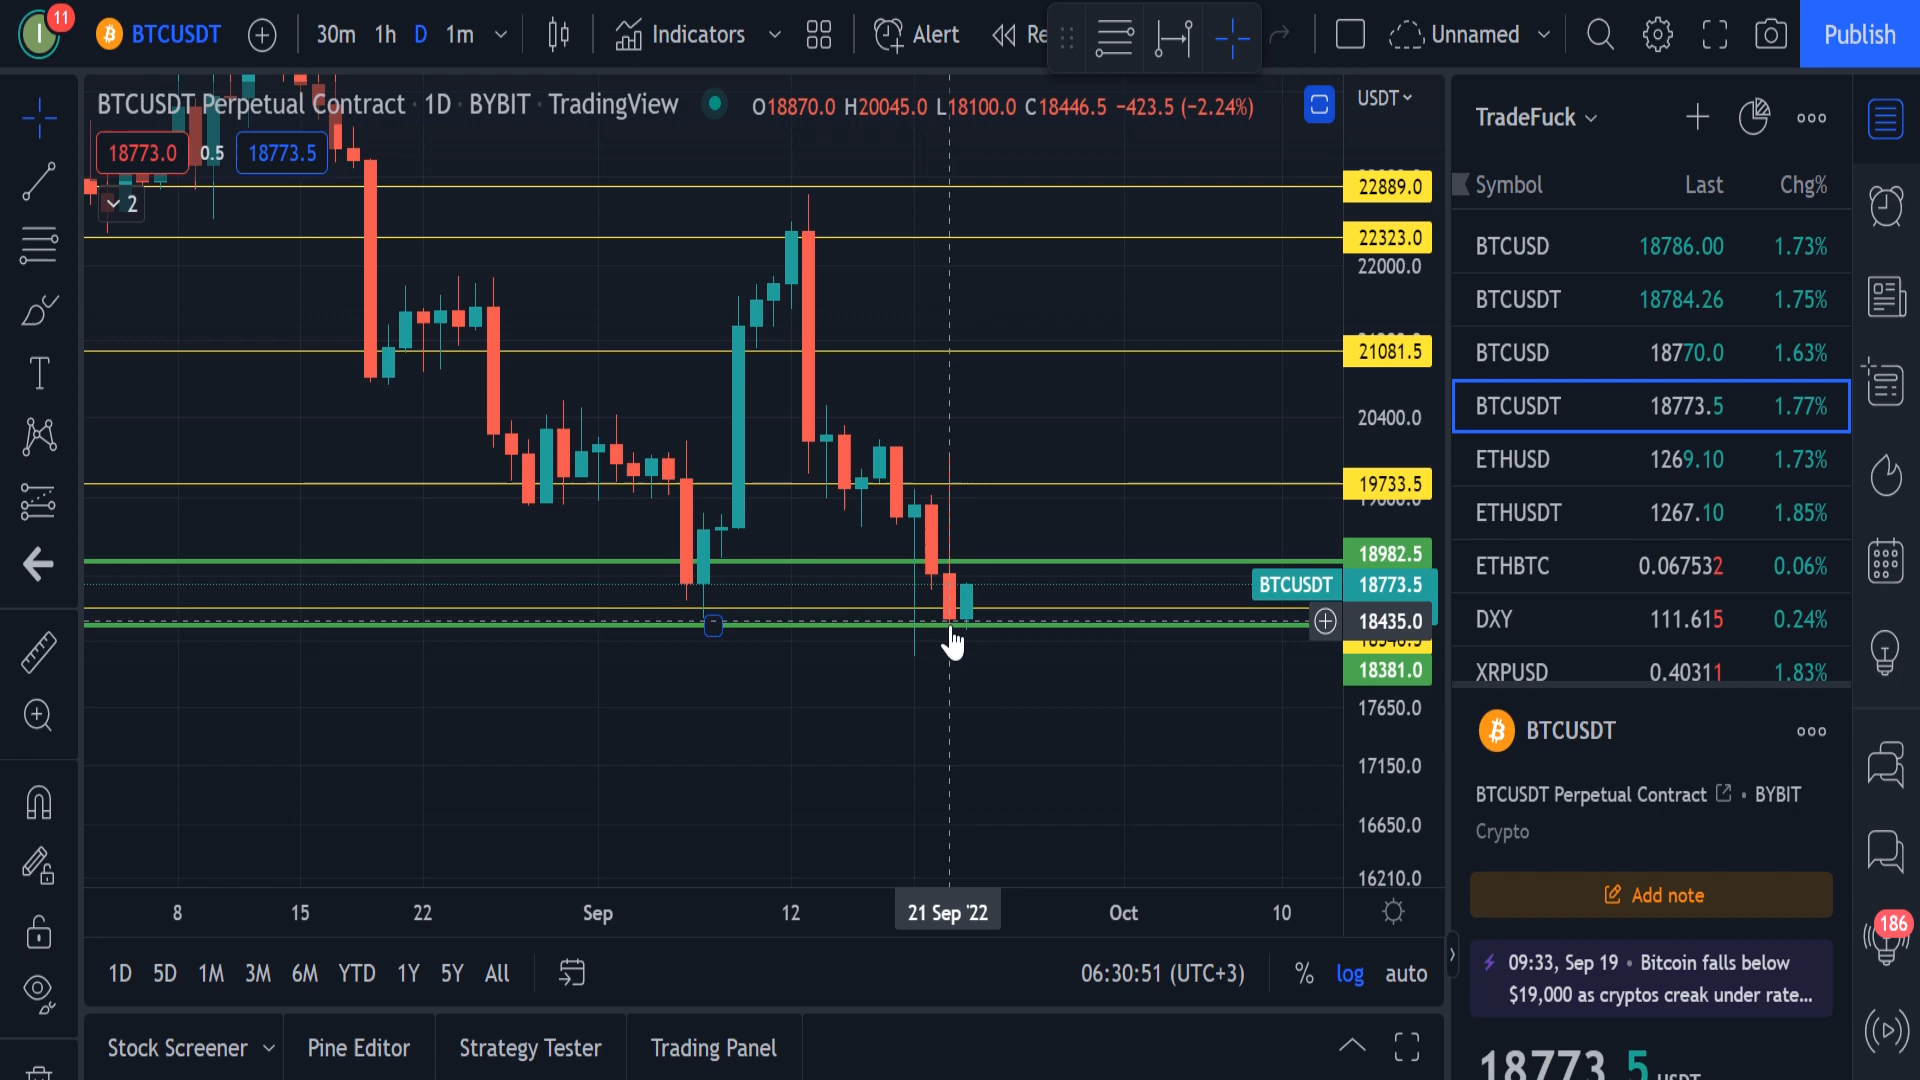 I
11
BTCUSDT
30m 1h D 1m
Indicators
Alert
Re
Unnamed
Publish
BTCUSDT Perpetual Contract · 1D · BYBIT · TradingView
O18870.0 H20045.0 L18100.0 C18446.5 −423.5 (−2.24%)
18773.0 0.5 18773.5
2
USDT
22889.0
22323.0
22000.0
21081.5
20400.0
19733.5
18982.5
BTCUSDT 18773.5
18435.0
18381.0
17650.0
17150.0
16650.0
16210.0
8 15 22 Sep 12 21 Sep '22 Oct 10
1D 5D 1M 3M 6M YTD 1Y 5Y All
06:30:51 (UTC+3) % log auto
Stock Screener Pine Editor Strategy Tester Trading Panel
TradeFuck
Symbol Last Chg%
BTCUSD 18786.00 1.73%
BTCUSDT 18784.26 1.75%
BTCUSD 18770.0 1.63%
BTCUSDT 18773.5 1.77%
ETHUSD 1269.10 1.73%
ETHUSDT 1267.10 1.85%
ETHBTC 0.067532 0.06%
DXY 111.615 0.24%
XRPUSD 0.40311 1.83%
BTCUSDT
BTCUSDT Perpetual Contract • BYBIT
Crypto
Add note
09:33, Sep 19 • Bitcoin falls below
$19,000 as cryptos creak under rate...
18773.5 USDT
186